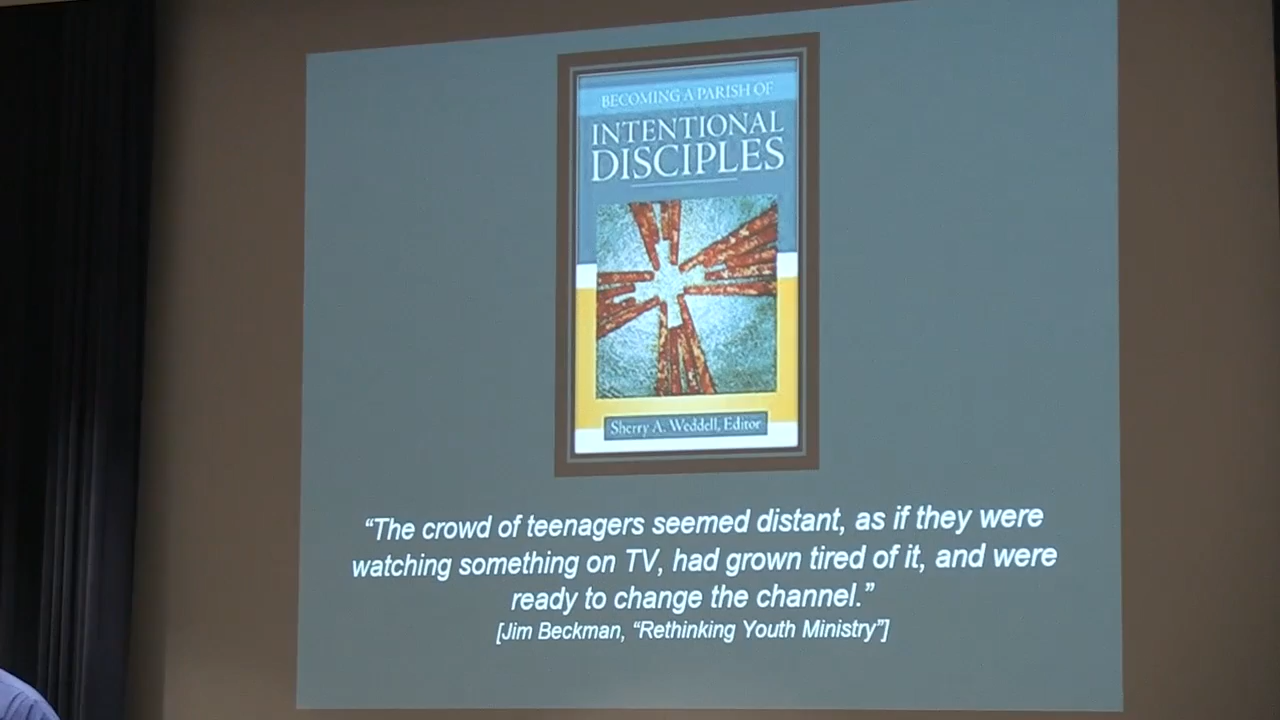 BECOMING A PARISH OF
INTENTIONAL
DISCIPLES
Sherry A. Weddell, Editor
“The crowd of teenagers seemed distant, as if they were
watching something on TV, had grown tired of it, and were
ready to change the channel.”
[Jim Beckman, “Rethinking Youth Ministry”]